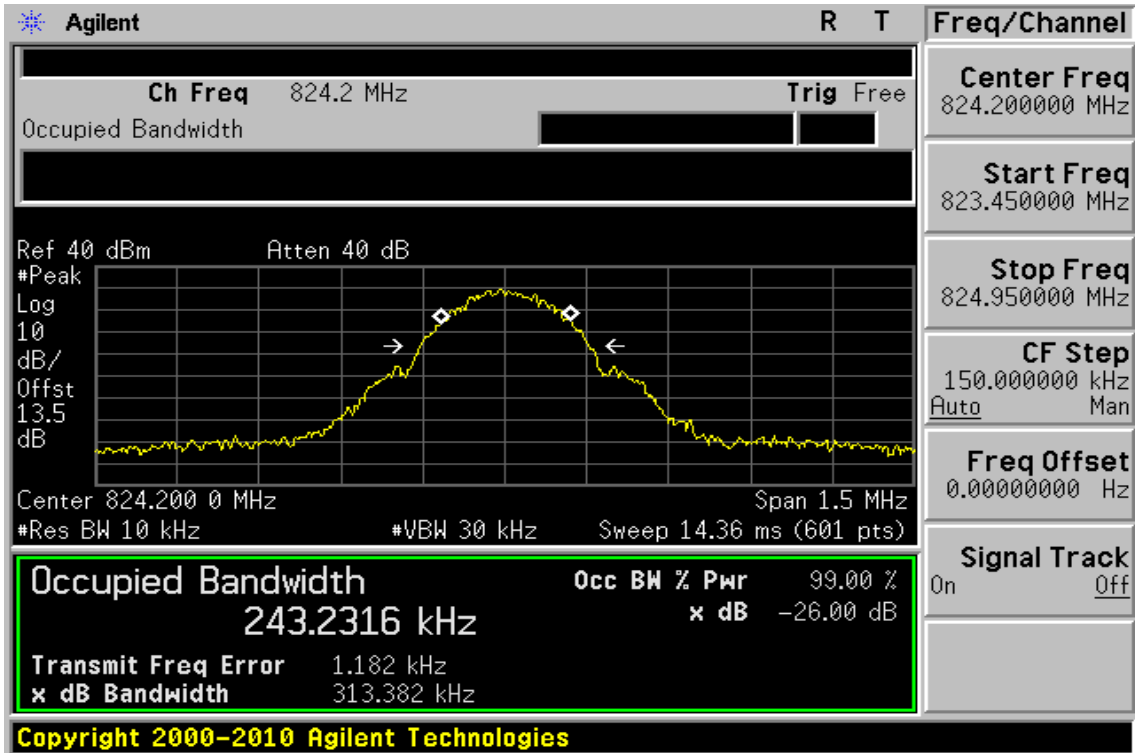 Agilent R T
Freq/Channel
Ch Freq 824.2 MHz Trig Free
Occupied Bandwidth
Ref 40 dBm Atten 40 dB
#Peak
Log
10
dB/
Offst
13.5
dB
Center 824.200 0 MHz Span 1.5 MHz
#Res BW 10 kHz #VBW 30 kHz Sweep 14.36 ms (601 pts)
Occupied Bandwidth
243.2316 kHz
Occ BW % Pwr 99.00 %
x dB -26.00 dB
Transmit Freq Error 1.182 kHz
x dB Bandwidth 313.382 kHz
Center Freq
824.200000 MHz
Start Freq
823.450000 MHz
Stop Freq
824.950000 MHz
CF Step
150.000000 kHz
Auto Man
Freq Offset
0.00000000 Hz
Signal Track
On Off
Copyright 2000-2010 Agilent Technologies